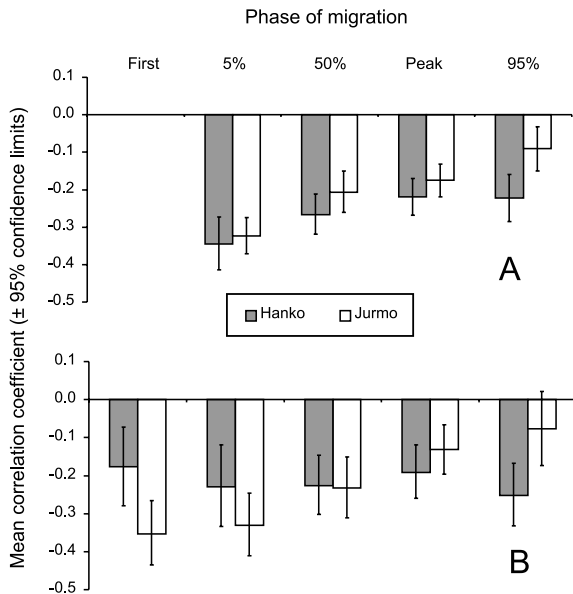 Phase of migration
First 5% 50% Peak 95%
Mean correlation coefficient (± 95% confidence limits)
0.1
0.0
-0.1
-0.2
-0.3
-0.4
-0.5
A
Hanko Jurmo
0.1
0.0
-0.1
-0.2
-0.3
-0.4
-0.5
B